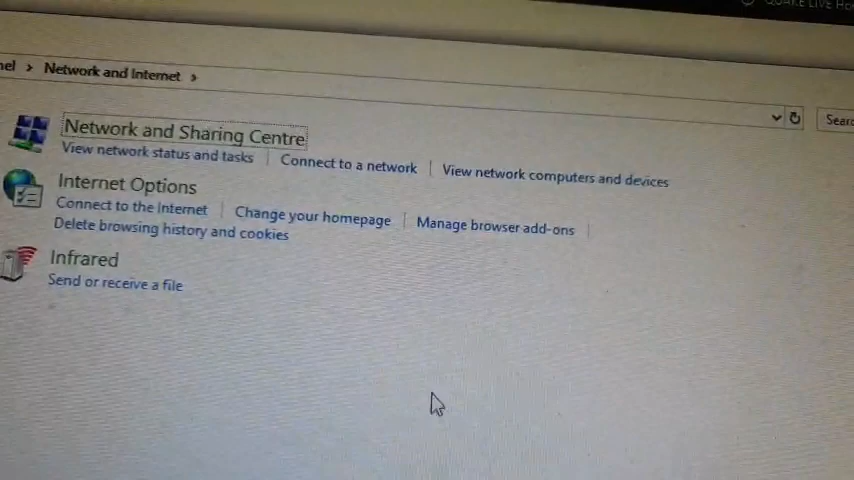 QUAKE LIVE
nel > Network and Internet >
Searc
Network and Sharing Centre
View network status and tasks | Connect to a network | View network computers and devices
Internet Options
Connect to the Internet | Change your homepage | Manage browser add-ons |
Delete browsing history and cookies
Infrared
Send or receive a file